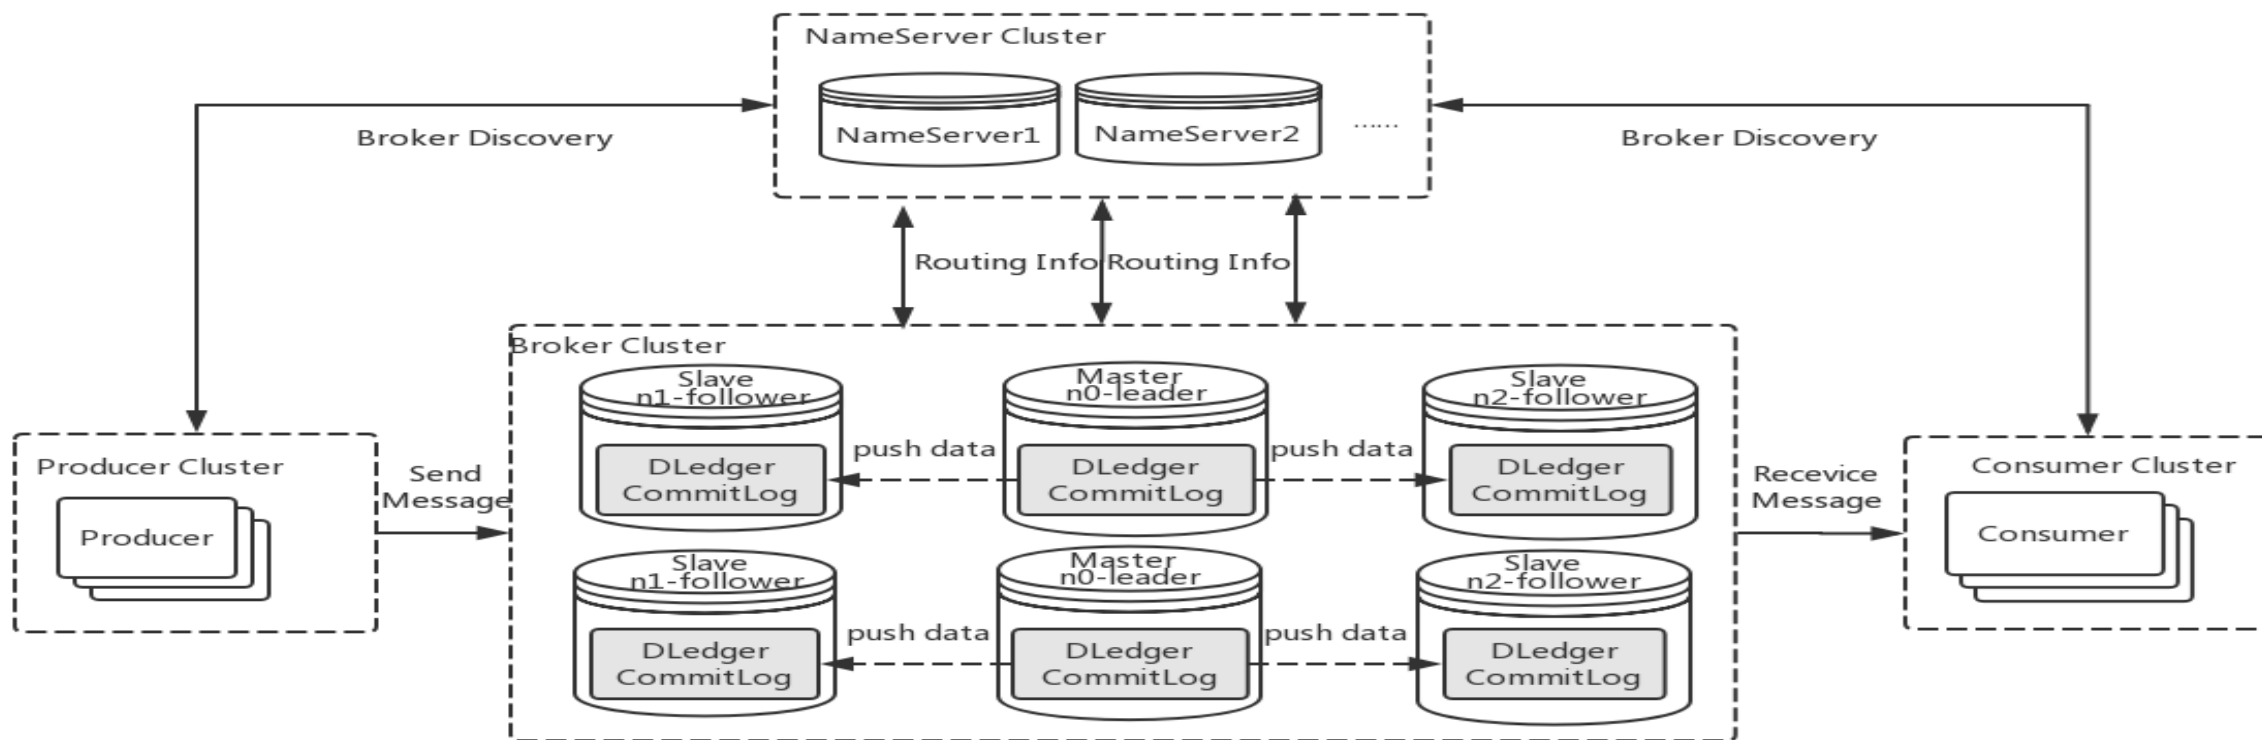 NameServer Cluster
NameServer1
NameServer2
......
Broker Discovery
Broker Discovery
Routing Info
Routing Info
Broker Cluster
Slave
n1-follower
Master
n0-leader
Slave
n2-follower
push data
push data
DLedger
CommitLog
DLedger
CommitLog
DLedger
CommitLog
Producer Cluster
Producer
Send
Message
Recevice
Message
Consumer Cluster
Consumer
Slave
n1-follower
Master
n0-leader
Slave
n2-follower
push data
push data
DLedger
CommitLog
DLedger
CommitLog
DLedger
CommitLog